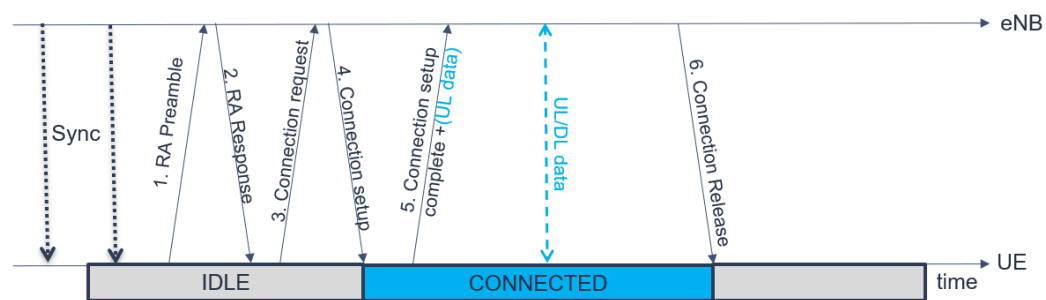 eNB
Sync
1. RA Preamble
2. RA Response
3. Connection request
4. Connection setup
5. Connection setup
complete +(UL data)
UL/DL data
6. Connection Release
UE
IDLE
CONNECTED
time